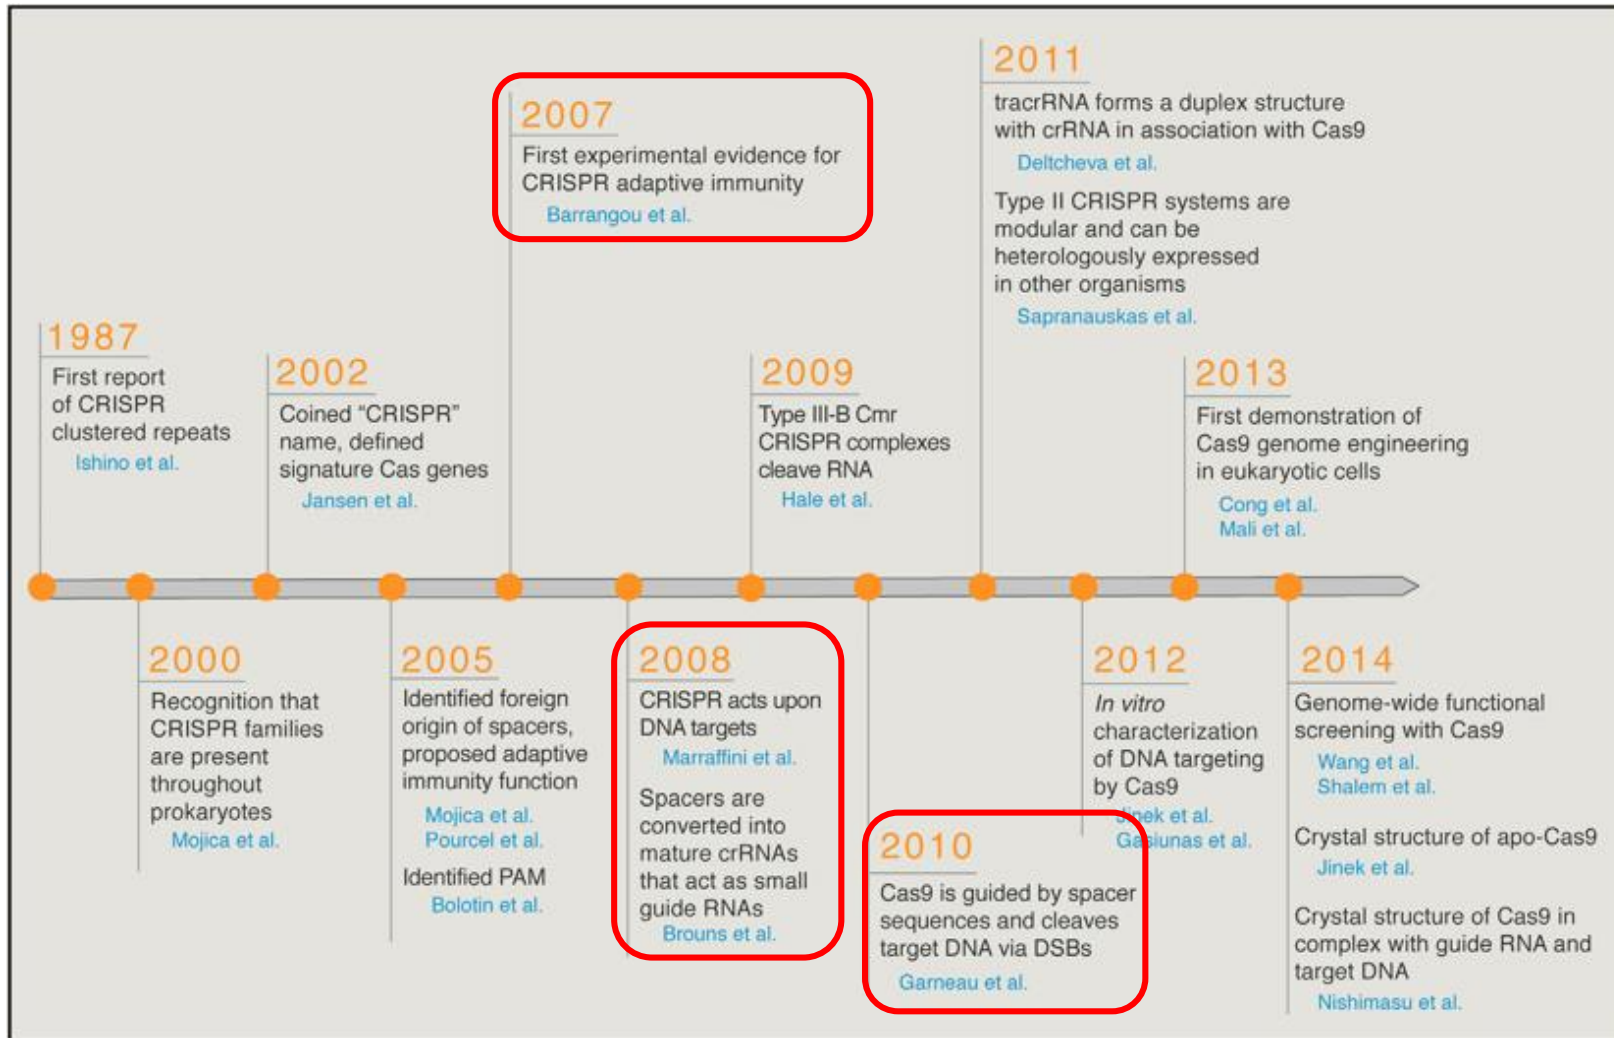 1987
First report
of CRISPR
clustered repeats
Ishino et al.
2000
Recognition that
CRISPR families
are present
throughout
prokaryotes
Mojica et al.
2002
Coined “CRISPR”
name, defined
signature Cas genes
Jansen et al.
2005
Identified foreign
origin of spacers,
proposed adaptive
immunity function
Mojica et al.
Pourcel et al.
Identified PAM
Bolotin et al.
2007
First experimental evidence for
CRISPR adaptive immunity
Barrangou et al.
2008
CRISPR acts upon
DNA targets
Marraffini et al.
Spacers are
converted into
mature crRNAs
that act as small
guide RNAs
Brouns et al.
2009
Type III-B Cmr
CRISPR complexes
cleave RNA
Hale et al.
2010
Cas9 is guided by spacer
sequences and cleaves
target DNA via DSBs
Garneau et al.
2011
tracrRNA forms a duplex structure
with crRNA in association with Cas9
Deltcheva et al.
Type II CRISPR systems are
modular and can be
heterologously expressed
in other organisms
Sapranauskas et al.
2012
In vitro
characterization
of DNA targeting
by Cas9
Jinek et al.
Gasiunas et al.
2013
First demonstration of
Cas9 genome engineering
in eukaryotic cells
Cong et al.
Mali et al.
2014
Genome-wide functional
screening with Cas9
Wang et al.
Shalem et al.
Crystal structure of apo-Cas9
Jinek et al.
Crystal structure of Cas9 in
complex with guide RNA and
target DNA
Nishimasu et al.